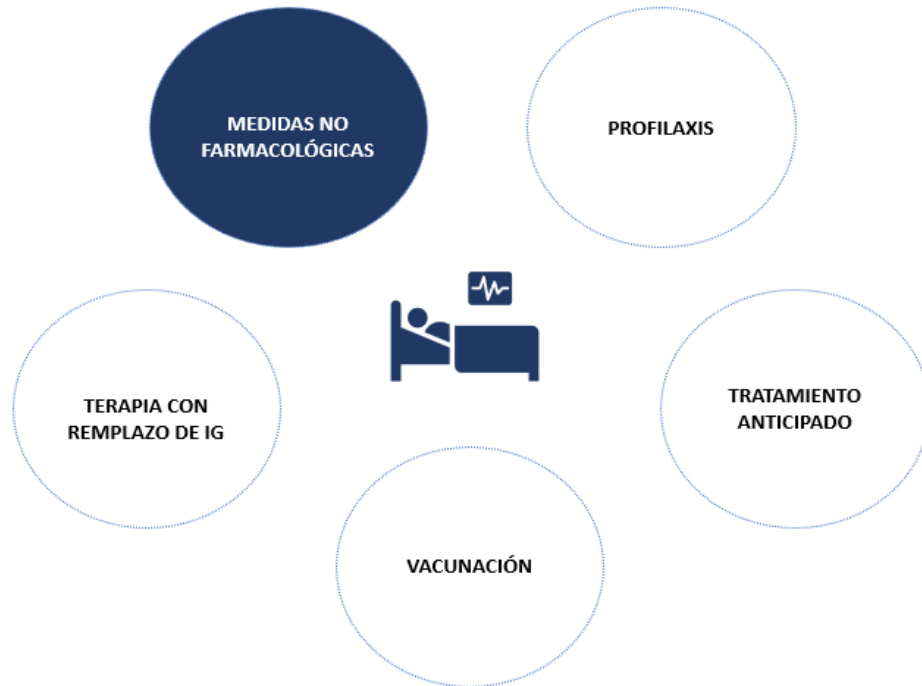 MEDIDAS NO
FARMACOLÓGICAS
PROFILAXIS
TERAPIA CON
REMPLAZO DE IG
TRATAMIENTO
ANTICIPADO
VACUNACIÓN